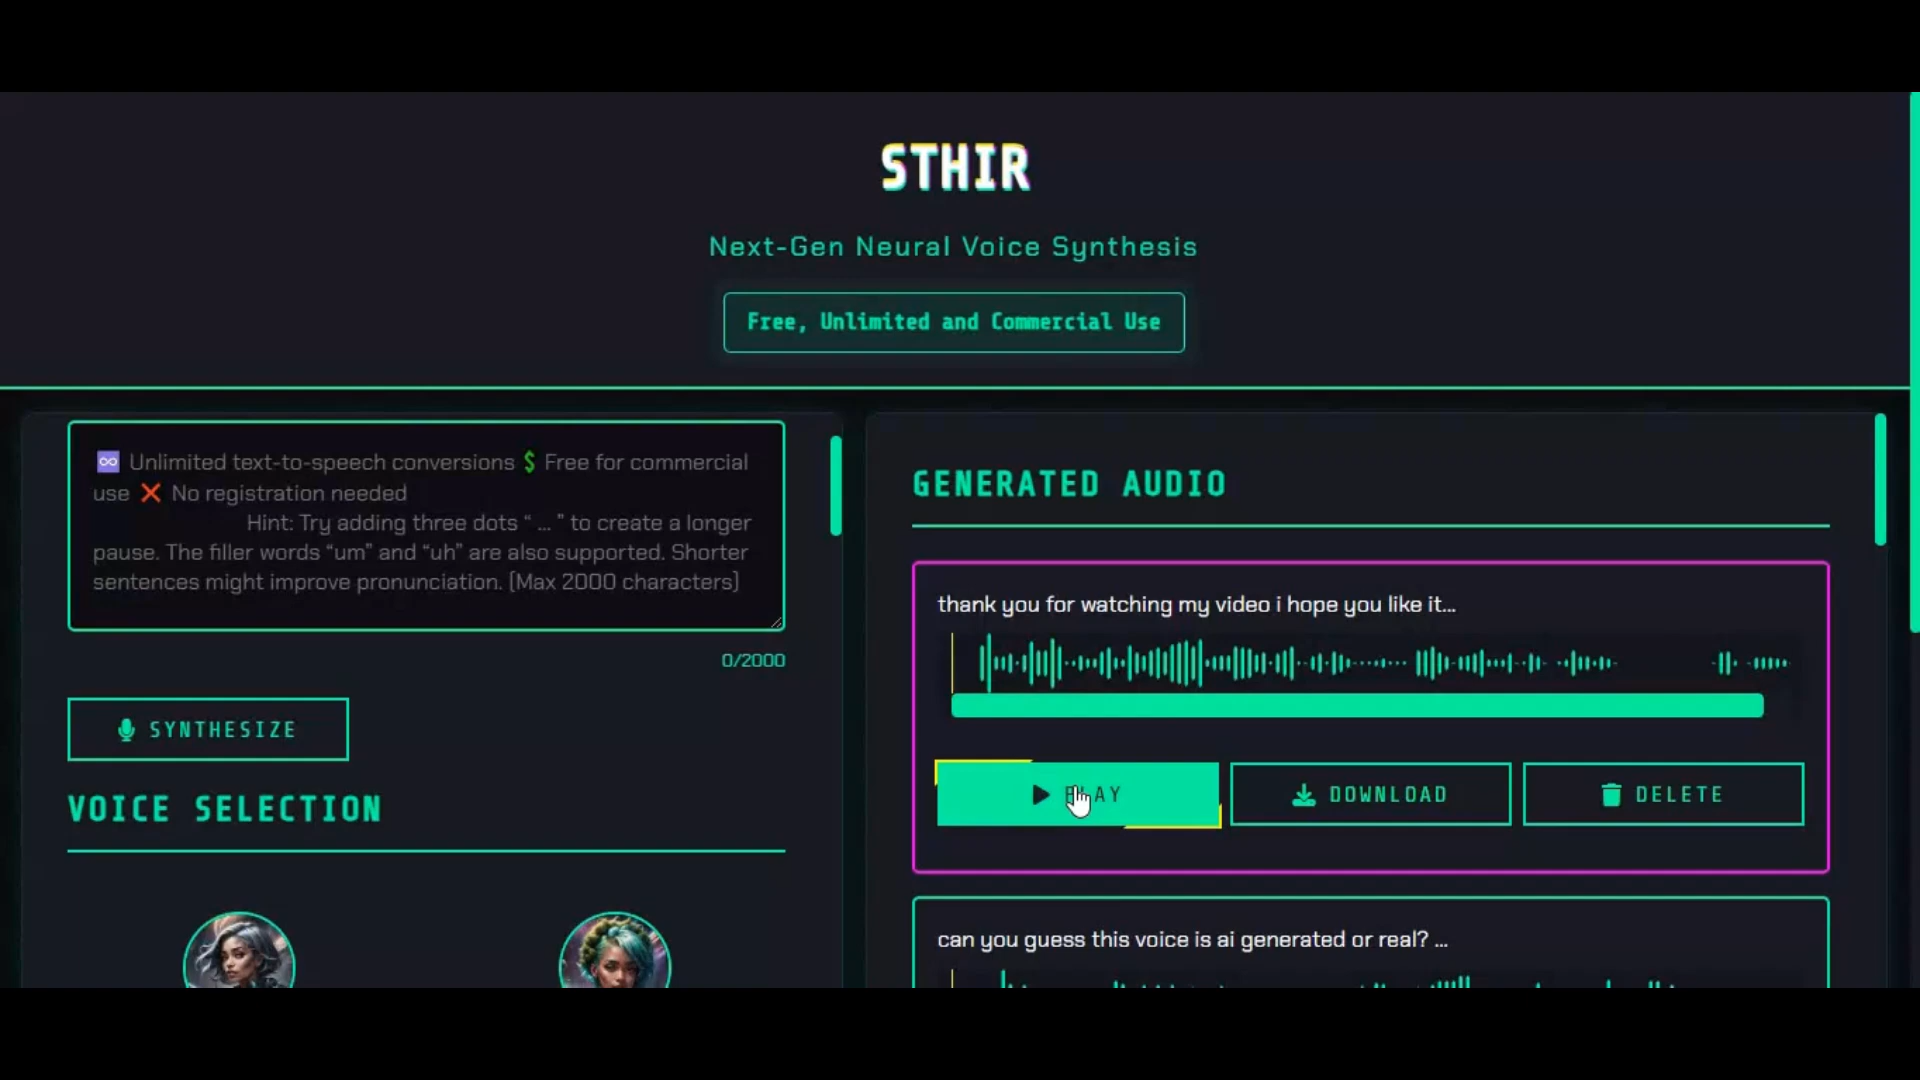 STHIR
Next-Gen Neural Voice Synthesis
Free, Unlimited and Commercial Use
♾️ Unlimited text-to-speech conversions 💲 Free for commercial
use ❌ No registration needed
Hint: Try adding three dots “ ... ” to create a longer
pause. The filler words “um” and “uh” are also supported. Shorter
sentences might improve pronunciation. [Max 2000 characters]
0/2000
SYNTHESIZE
VOICE SELECTION
GENERATED AUDIO
thank you for watching my video i hope you like it...
PLAY
DOWNLOAD
DELETE
can you guess this voice is ai generated or real? ...